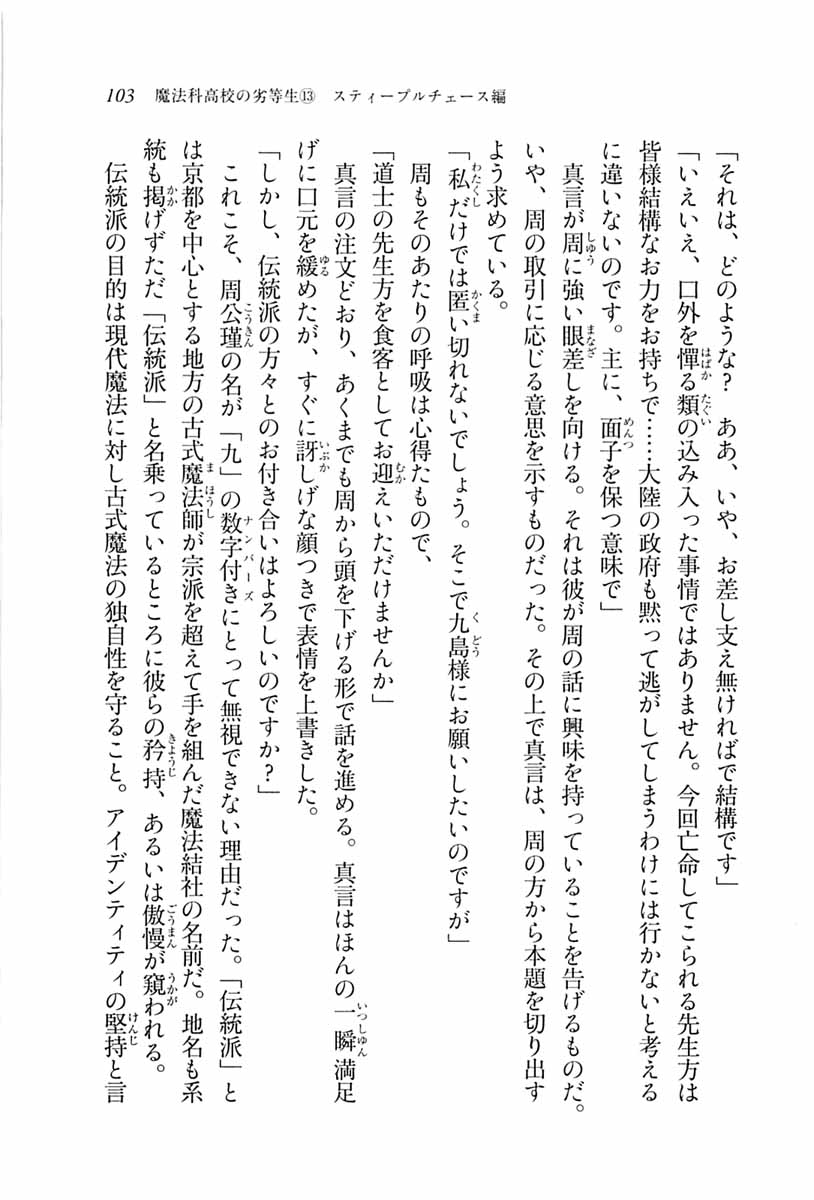 103　魔法科高校の劣等生⑬　スティープルチェース編
「それは、どのような？　ああ、いや、お差し支え無ければで結構です」
「いえいえ、口外を憚る類の込み入った事情ではありません。今回亡命してこられる先生方は
皆様結構なお力をお持ちで……大陸の政府も黙って逃がしてしまうわけには行かないと考える
に違いないのです。主に、面子を保つ意味で」
　真言が周に強い眼差しを向ける。それは彼が周の話に興味を持っていることを告げるものだ。
いや、周の取引に応じる意思を示すものだった。その上で真言は、周の方から本題を切り出す
よう求めている。
「私だけでは匿い切れないでしょう。そこで九島様にお願いしたいのですが」
　周もそのあたりの呼吸は心得たもので、
「道士の先生方を食客としてお迎えいただけませんか」
　真言の注文どおり、あくまでも周から頭を下げる形で話を進める。真言はほんの一瞬満足
げに口元を緩めたが、すぐに訝しげな顔つきで表情を上書きした。
「しかし、伝統派の方々とのお付き合いはよろしいのですか？」
　これこそ、周公瑾の名が「九」の数字付きにとって無視できない理由だった。「伝統派」と
は京都を中心とする地方の古式魔法師が宗派を超えて手を組んだ魔法結社の名前だ。地名も系
統も掲げずただ「伝統派」と名乗っているところに彼らの矜持、あるいは傲慢が窺われる。
　伝統派の目的は現代魔法に対し古式魔法の独自性を守ること。アイデンティティの堅持と言